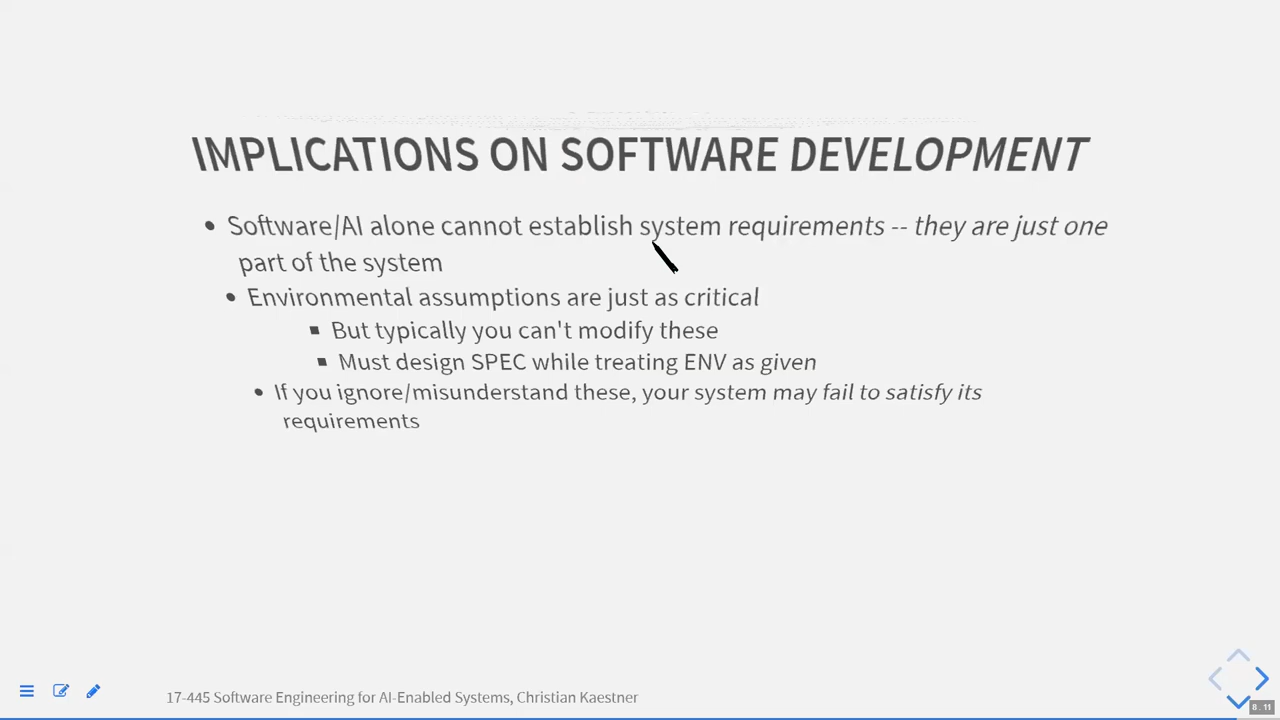 IMPLICATIONS ON SOFTWARE DEVELOPMENT
Software/AI alone cannot establish system requirements -- they are just one
part of the system
Environmental assumptions are just as critical
But typically you can't modify these
Must design SPEC while treating ENV as given
If you ignore/misunderstand these, your system may fail to satisfy its
requirements
17-445 Software Engineering for AI-Enabled Systems, Christian Kaestner
8.11